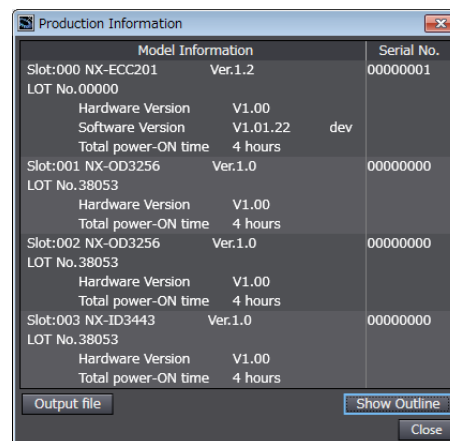 Production Information
Model Information Serial No.
Slot:000 NX-ECC201 Ver.1.2 00000001
LOT No.00000
Hardware Version V1.00
Software Version V1.01.22 dev
Total power-ON time 4 hours
Slot:001 NX-OD3256 Ver.1.0 00000000
LOT No.38053
Hardware Version V1.00
Total power-ON time 4 hours
Slot:002 NX-OD3256 Ver.1.0 00000000
LOT No.38053
Hardware Version V1.00
Total power-ON time 4 hours
Slot:003 NX-ID3443 Ver.1.0 00000000
LOT No.38053
Hardware Version V1.00
Total power-ON time 4 hours
Output file Show Outline
Close